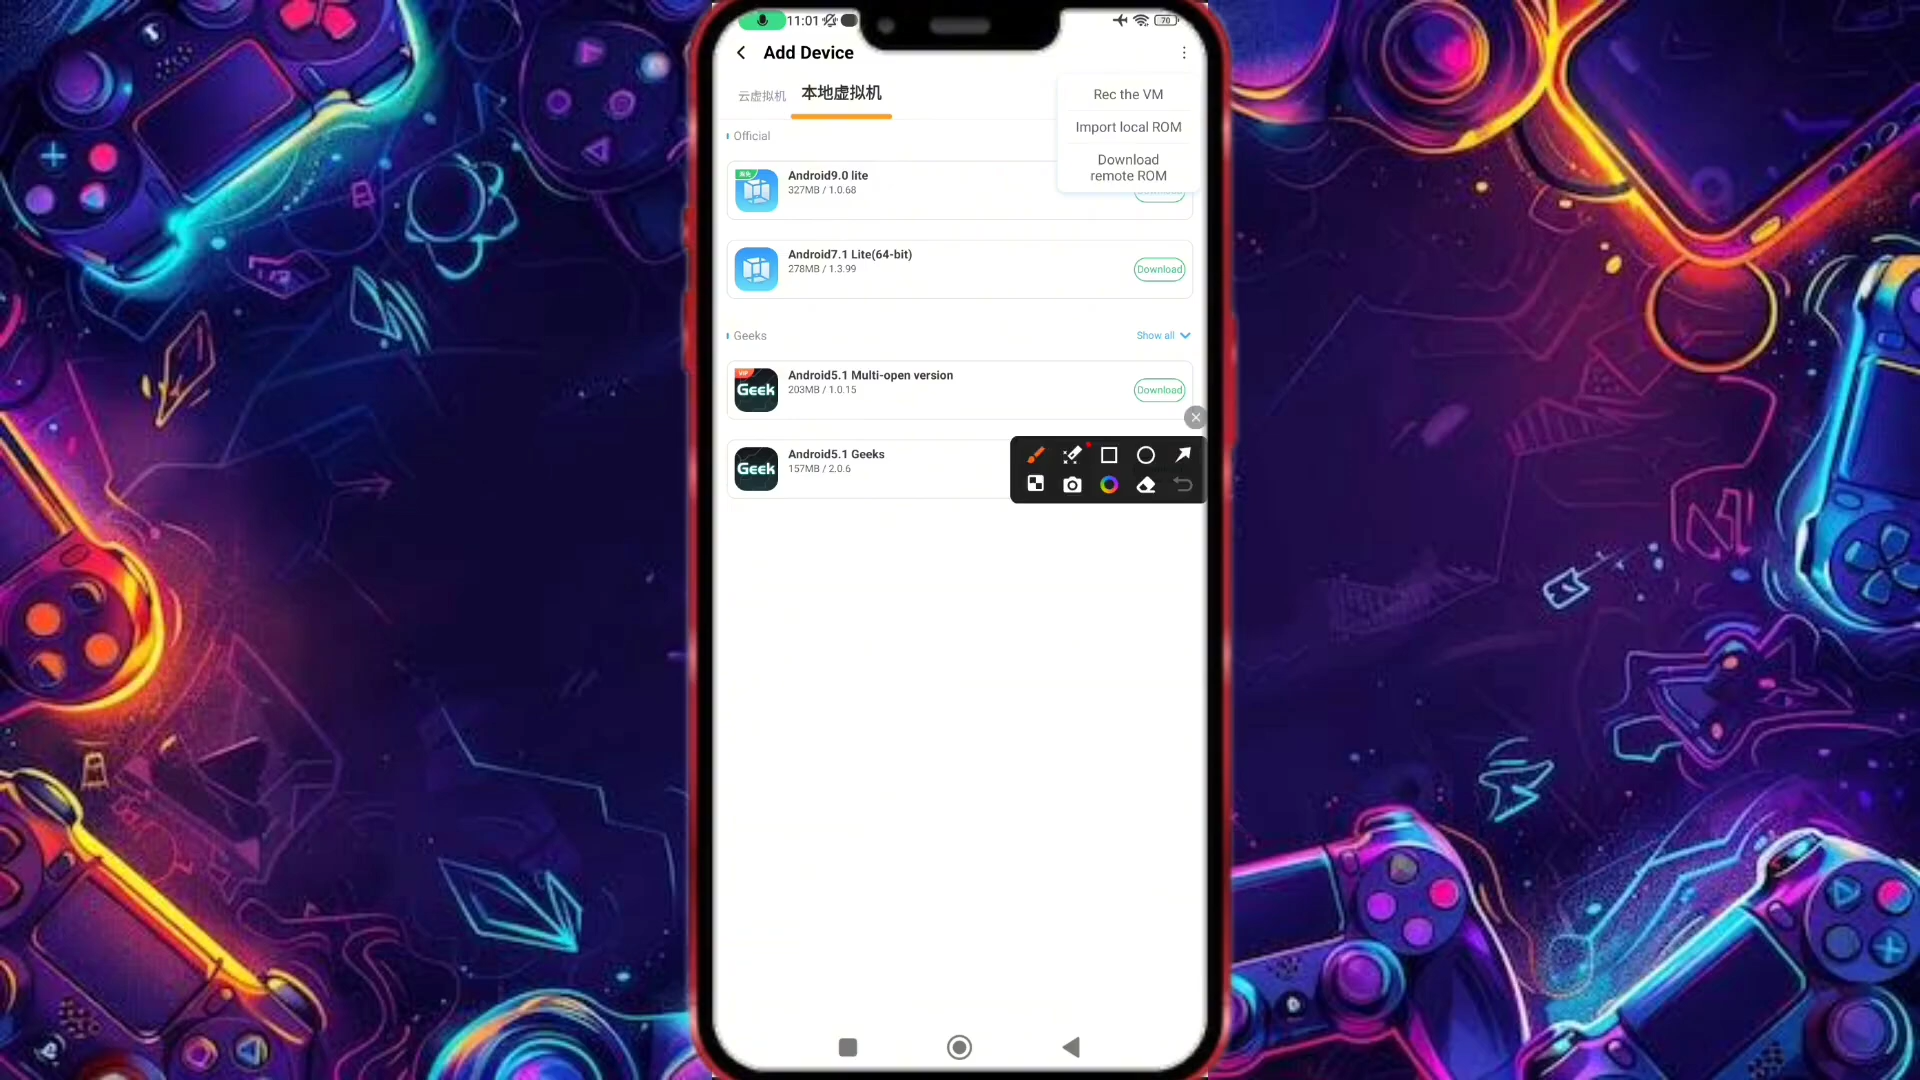 11:01
70
Add Device
云虚拟机 本地虚拟机
Rec the VM
Import local ROM
Download
remote ROM
Official
Android9.0 lite
327MB / 1.0.68
Android7.1 Lite(64-bit)
278MB / 1.3.99
Download
Geeks
Show all
VIP
Geek
Android5.1 Multi-open version
203MB / 1.0.15
Download
Geek
Android5.1 Geeks
157MB / 2.0.6